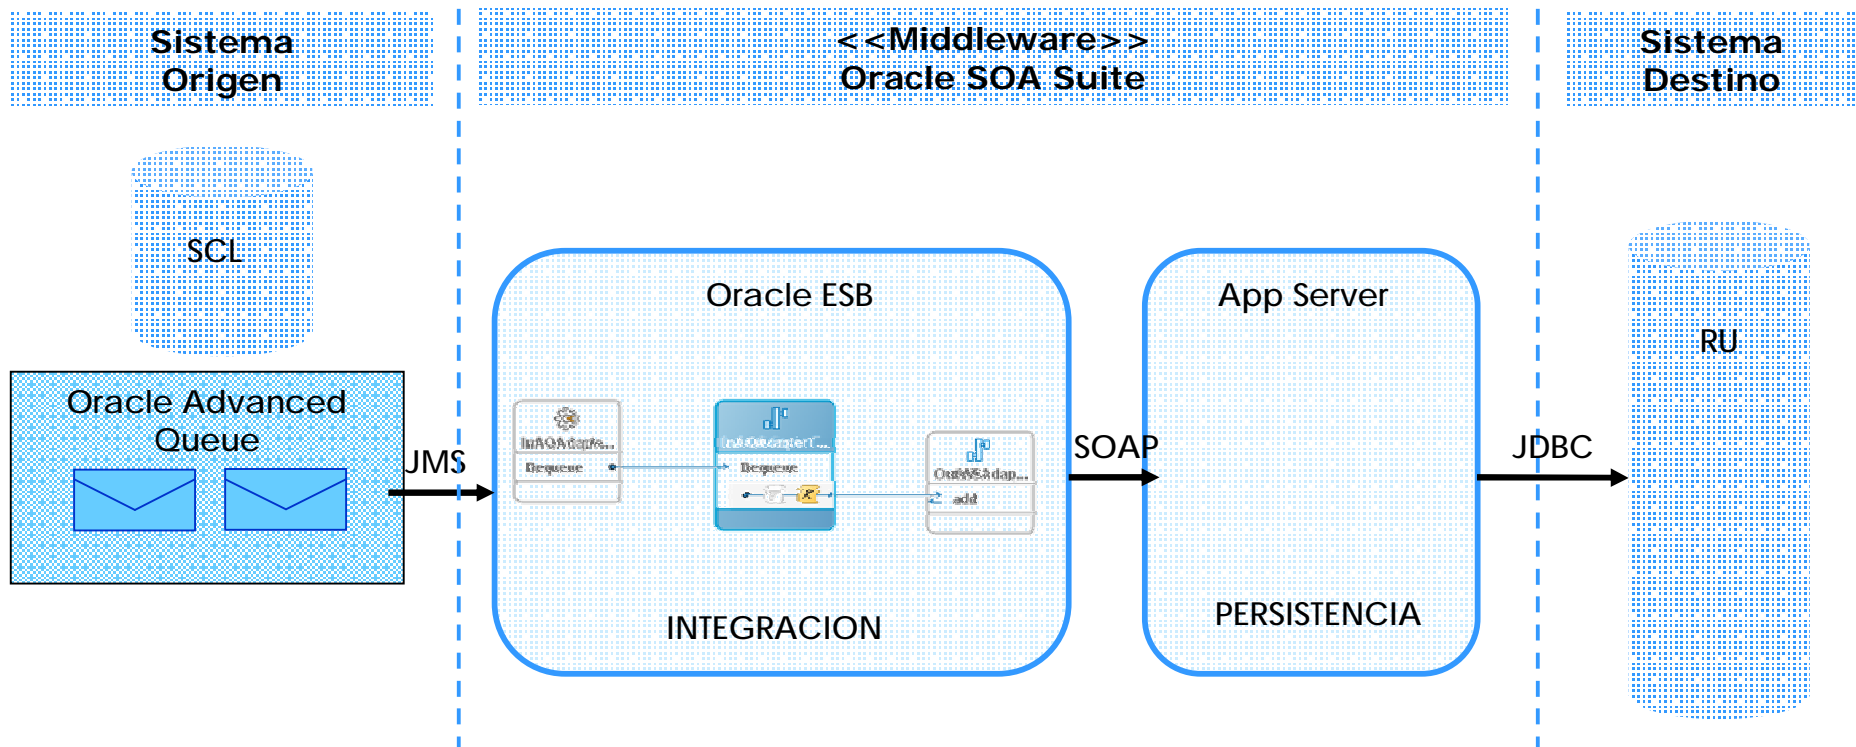 Sistema
Origen
<<Middleware>>
Oracle SOA Suite
Sistema
Destino
SCL
Oracle Advanced
Queue
JMS
Oracle ESB
Dequeue
Dequeue
add
INTEGRACION
SOAP
App Server
PERSISTENCIA
JDBC
RU